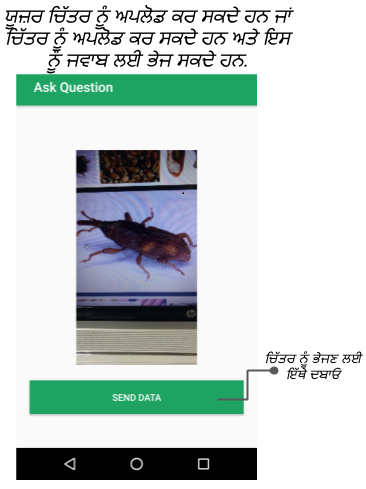 ਯੂਜ਼ਰ ਚਿੱਤਰ ਨੂੰ ਅਪਲੋਡ ਕਰ ਸਕਦੇ ਹਨ ਜਾਂ
ਚਿੱਤਰ ਨੂੰ ਅਪਲੋਡ ਕਰ ਸਕਦੇ ਹਨ ਅਤੇ ਇਸ
ਨੂੰ ਜਵਾਬ ਲਈ ਭੇਜ ਸਕਦੇ ਹਨ.
Ask Question
hp
ਚਿੱਤਰ ਨੂੰ ਭੇਜਣ ਲਈ
ਇੱਥੇ ਦਬਾਓ
SEND DATA